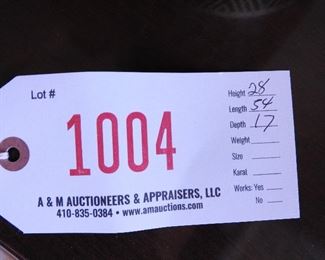 Lot #
1004
Height 28
Length 54
Depth 17
Weight
Size
Karat
Works: Yes
No
A & M AUCTIONEERS & APPRAISERS, LLC
410-835-0384 • www.amauctions.com